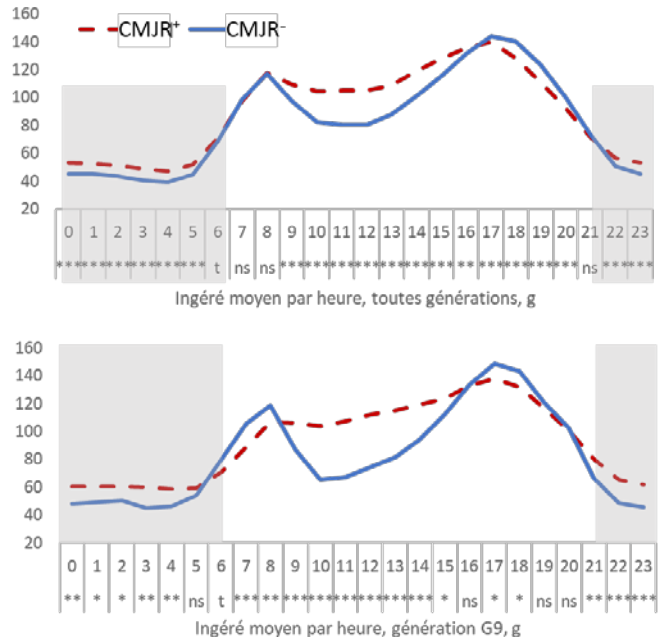 160
140
120
100
80
60
40
20
CMJR+ CMJR-
0 1 2 3 4 5 6 7 8 9 10 11 12 13 14 15 16 17 18 19 20 21 22 23
*** *** *** *** *** *** t ns ns *** *** *** *** *** *** *** ** ** *** *** *** ns *** ***
Ingéré moyen par heure, toutes générations, g
160
140
120
100
80
60
40
20
0 1 2 3 4 5 6 7 8 9 10 11 12 13 14 15 16 17 18 19 20 21 22 23
** * * ** ** ns t *** ** *** *** *** *** *** *** * ns * * ns ns ** *** ***
Ingéré moyen par heure, génération G9, g